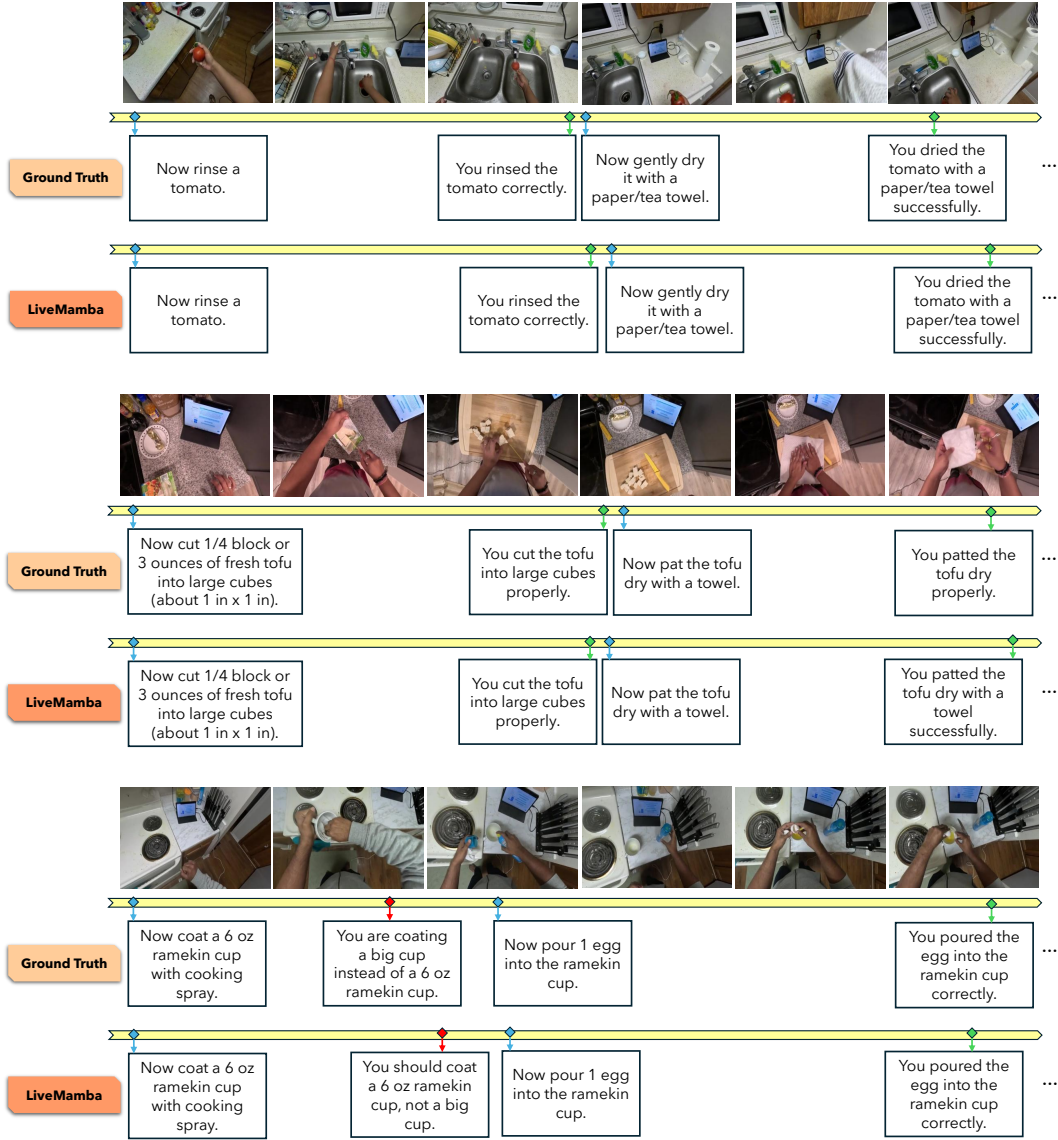 Ground Truth
Now rinse a
tomato.
You rinsed the
tomato correctly.
Now gently dry
it with a
paper/tea towel.
You dried the
tomato with a
paper/tea towel
successfully.
...
LiveMamba
Now rinse a
tomato.
You rinsed the
tomato correctly.
Now gently dry
it with a
paper/tea towel.
You dried the
tomato with a
paper/tea towel
successfully.
...
Ground Truth
Now cut 1/4 block or
3 ounces of fresh tofu
into large cubes
(about 1 in x 1 in).
You cut the tofu
into large cubes
properly.
Now pat the tofu
dry with a towel.
You patted the
tofu dry
properly.
...
LiveMamba
Now cut 1/4 block or
3 ounces of fresh tofu
into large cubes
(about 1 in x 1 in).
You cut the tofu
into large cubes
properly.
Now pat the tofu
dry with a towel.
You patted the
tofu dry with a
towel
successfully.
...
Ground Truth
Now coat a 6 oz
ramekin cup
with cooking
spray.
You are coating
a big cup
instead of a 6 oz
ramekin cup.
Now pour 1 egg
into the ramekin
cup.
You poured the
egg into the
ramekin cup
correctly.
...
LiveMamba
Now coat a 6 oz
ramekin cup
with cooking
spray.
You should coat
a 6 oz ramekin
cup, not a big
cup.
Now pour 1 egg
into the ramekin
cup.
You poured the
egg into the
ramekin cup
correctly.
...